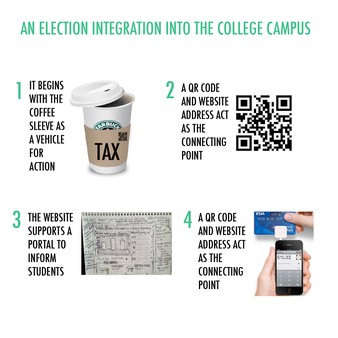 AN ELECTION INTEGRATION INTO THE COLLEGE CAMPUS
1
IT BEGINS
WITH THE
COFFEE
SLEEVE AS
A VEHICLE
FOR
ACTION
TAX
2
A QR CODE
AND WEBSITE
ADDRESS ACT
AS THE
CONNECTING
POINT
3
THE WEBSITE
SUPPORTS A
PORTAL TO
INFORM
STUDENTS
4
A QR CODE
AND WEBSITE
ADDRESS ACT
AS THE
CONNECTING
POINT
VISA